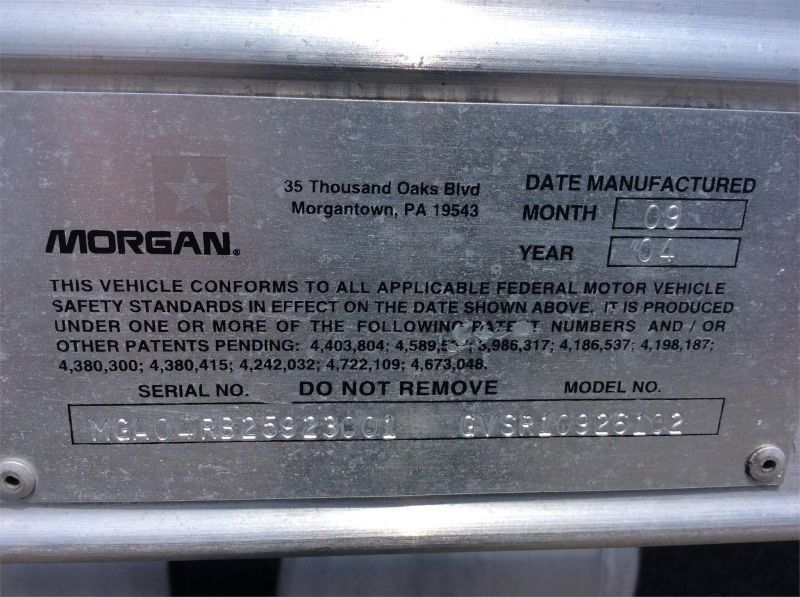 35 Thousand Oaks Blvd
Morgantown, PA 19543
DATE MANUFACTURED
MONTH 09
YEAR 04
MORGAN®
THIS VEHICLE CONFORMS TO ALL APPLICABLE FEDERAL MOTOR VEHICLE
SAFETY STANDARDS IN EFFECT ON THE DATE SHOWN ABOVE. IT IS PRODUCED
UNDER ONE OR MORE OF THE FOLLOWING PATENT NUMBERS AND / OR
OTHER PATENTS PENDING: 4,403,804; 4,186,537; 4,198,187;
4,380,300; 4,380,415; 4,242,032; 4,722,109; 4,673,048.
SERIAL NO. DO NOT REMOVE MODEL NO.
MGA04RB25923001 GVSR10926102